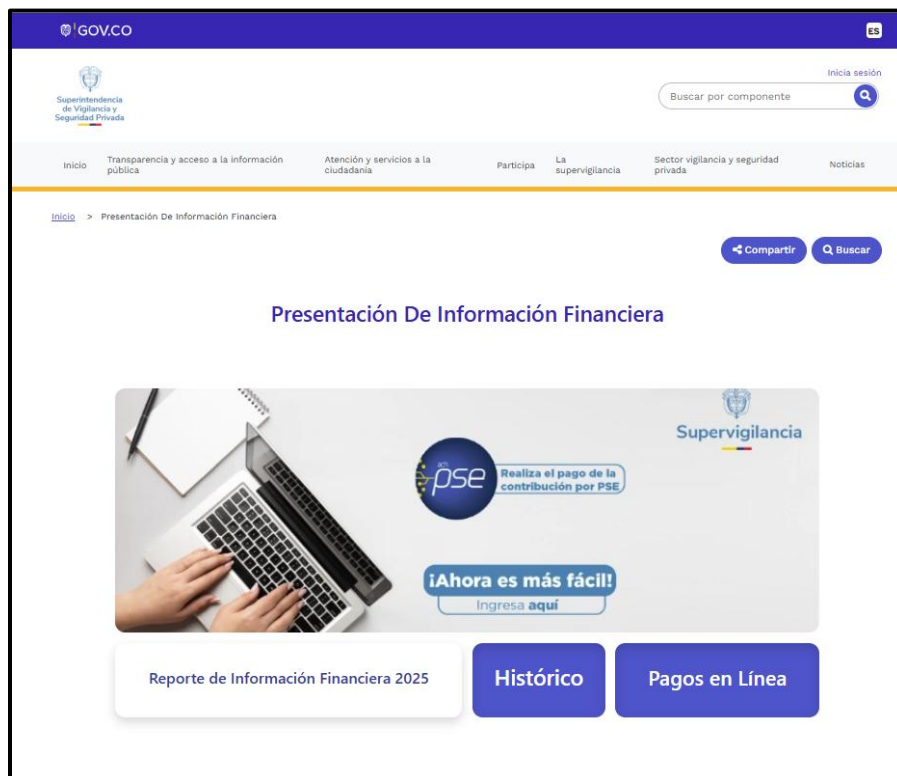 GOV.CO
ES
Superintendencia
de Vigilancia y
Seguridad Privada
Inicia sesión
Buscar por componente
Inicio
Transparencia y acceso a la información
pública
Atención y servicios a la
ciudadania
Participa
La
supervigilancia
Sector vigilancia y seguridad
privada
Noticias
Inicio > Presentación De Información Financiera
Compartir
Buscar
Presentación De Información Financiera
Supervigilancia
pse
Realiza el pago de la
contribución por PSE
¡Ahora es más fácil!
Ingresa aquí
Reporte de Información Financiera 2025
Histórico
Pagos en Línea